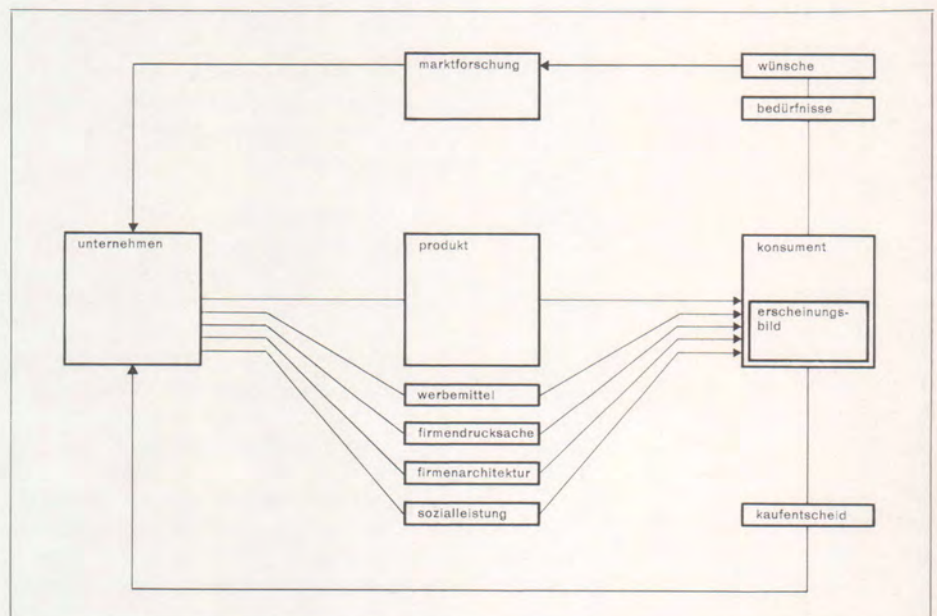 marktforschung
wünsche
bedürfnisse
unternehmen
produkt
konsument
erscheinungs-
bild
werbemittel
firmendrucksache
firmenarchitektur
sozialleistung
kaufentscheid